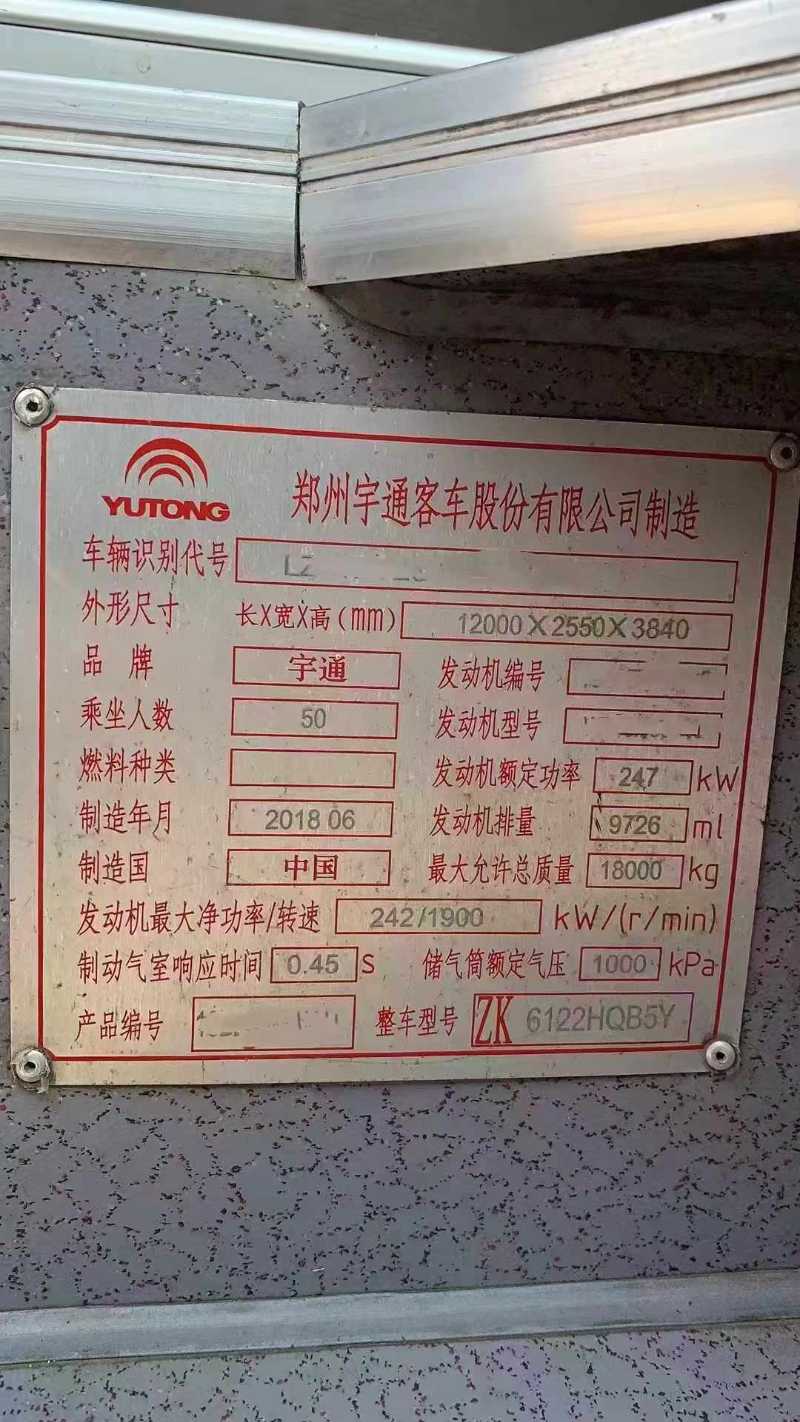 YUTONG 郑州宇通客车股份有限公司制造
车辆识别代号
外形尺寸 长X宽X高(mm) 12000X2550X3840
品 牌 宇通 发动机编号
乘坐人数 50 发动机型号
燃料种类 发动机额定功率 247 kW
制造年月 2018 06 发动机排量 9726 ml
制造国 中国 最大允许总质量 18000 kg
发动机最大净功率/转速 242/1900 kW/(r/min)
制动气室响应时间 0.45 s 储气筒额定气压 1000 kPa
产品编号 整车型号 ZK 6122HQB5Y